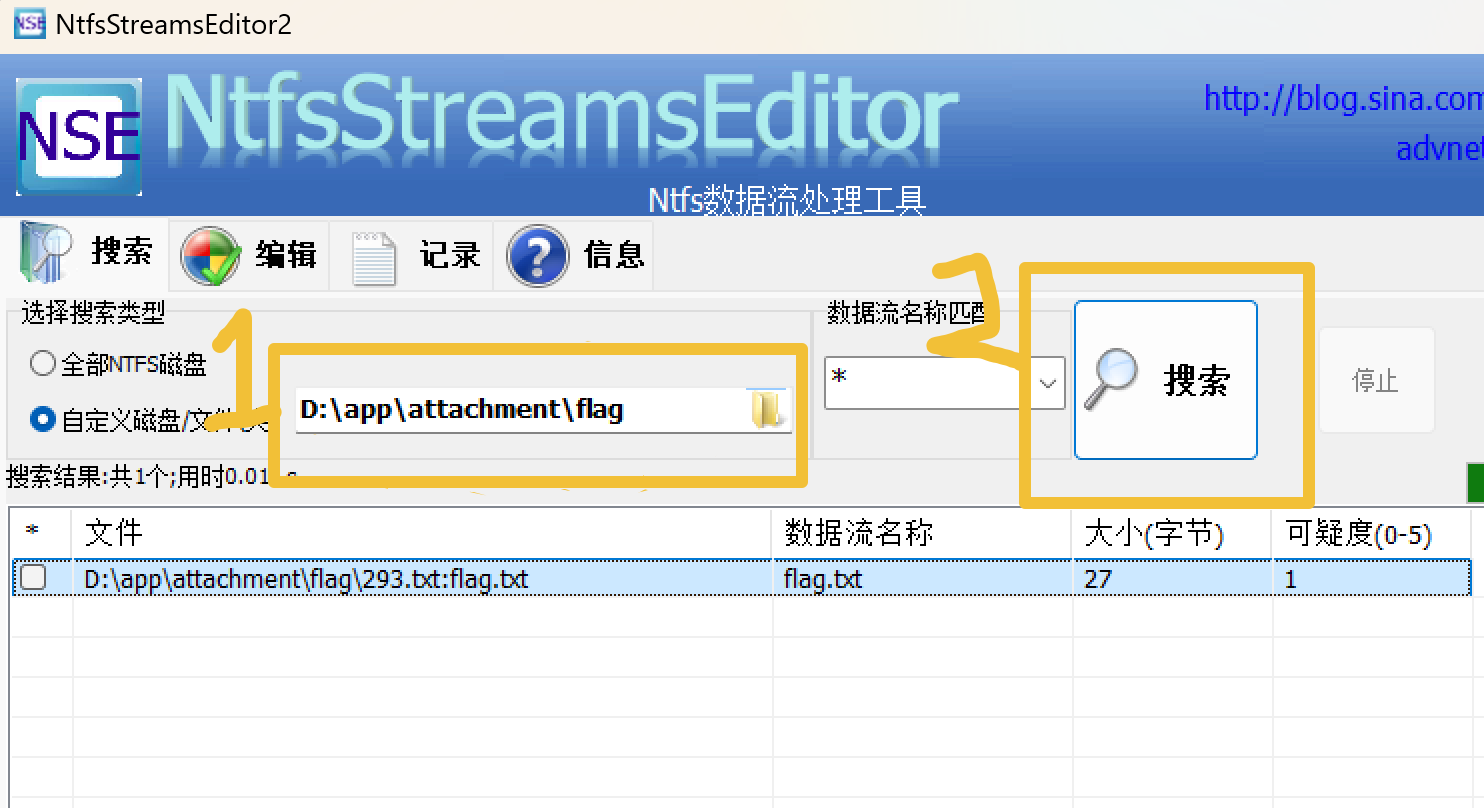 NSE NtfsStreamsEditor2
NSE
NtfsStreamsEditor
http://blog.sina.com
advnet
Ntfs数据流处理工具
搜索 编辑 记录 信息
选择搜索类型
数据流名称匹配
全部NTFS磁盘
自定义磁盘/文件
D:\app\attachment\flag
*
搜索
停止
1
2
搜索结果:共1个;用时0.01 s
* 文件 数据流名称 大小(字节) 可疑度(0-5)
D:\app\attachment\flag\293.txt:flag.txt flag.txt 27 1